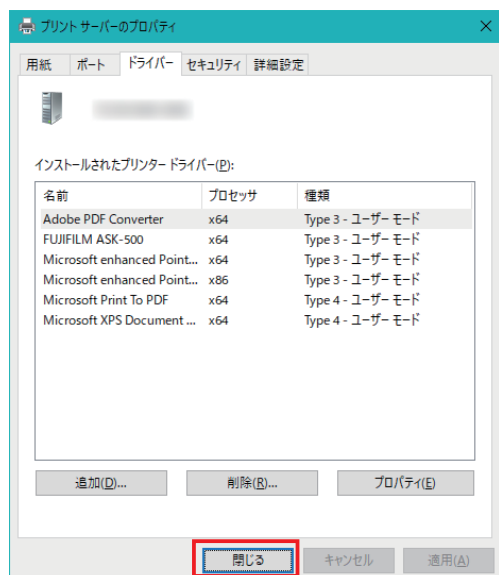 プリント サーバーのプロパティ
用紙 ポート ドライバー セキュリティ 詳細設定
インストールされたプリンター ドライバー(P):
名前 プロセッサ 種類
Adobe PDF Converter x64 Type 3 - ユーザー モード
FUJIFILM ASK-500 x64 Type 3 - ユーザー モード
Microsoft enhanced Point... x64 Type 3 - ユーザー モード
Microsoft enhanced Point... x86 Type 3 - ユーザー モード
Microsoft Print To PDF x64 Type 4 - ユーザー モード
Microsoft XPS Document ... x64 Type 4 - ユーザー モード
追加(D)... 削除(R)... プロパティ(E)
閉じる キャンセル 適用(A)